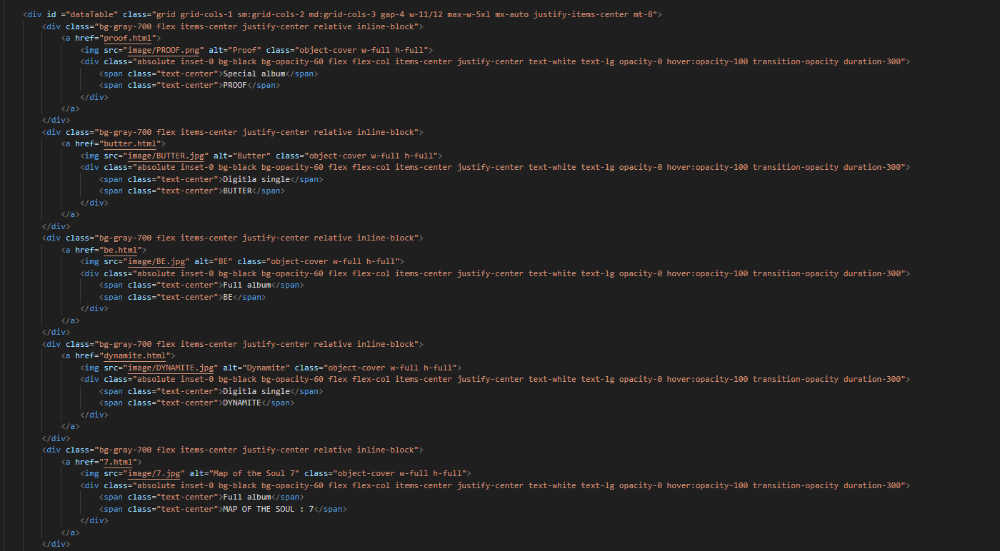 <div id ="dataTable" class="grid grid-cols-1 sm:grid-cols-2 md:grid-cols-3 gap-4 w-11/12 max-w-5xl mx-auto justify-items-center mt-8">
<div class="bg-gray-700 flex items-center justify-center relative inline-block">
<a href="proof.html">
<img src="image/PROOF.png" alt="Proof" class="object-cover w-full h-full">
<div class="absolute inset-0 bg-black bg-opacity-60 flex flex-col items-center justify-center text-white text-lg opacity-0 hover:opacity-100 transition-opacity duration-300">
<span class="text-center">Special album</span>
<span class="text-center">PROOF</span>
</div>
</a>
</div>
<div class="bg-gray-700 flex items-center justify-center relative inline-block">
<a href="butter.html">
<img src="image/BUTTER.jpg" alt="Butter" class="object-cover w-full h-full">
<div class="absolute inset-0 bg-black bg-opacity-60 flex flex-col items-center justify-center text-white text-lg opacity-0 hover:opacity-100 transition-opacity duration-300">
<span class="text-center">Digitla single</span>
<span class="text-center">BUTTER</span>
</div>
</a>
</div>
<div class="bg-gray-700 flex items-center justify-center relative inline-block">
<a href="be.html">
<img src="image/BE.jpg" alt="BE" class="object-cover w-full h-full">
<div class="absolute inset-0 bg-black bg-opacity-60 flex flex-col items-center justify-center text-white text-lg opacity-0 hover:opacity-100 transition-opacity duration-300">
<span class="text-center">Full album</span>
<span class="text-center">BE</span>
</div>
</a>
</div>
<div class="bg-gray-700 flex items-center justify-center relative inline-block">
<a href="dynamite.html">
<img src="image/DYNAMITE.jpg" alt="Dynamite" class="object-cover w-full h-full">
<div class="absolute inset-0 bg-black bg-opacity-60 flex flex-col items-center justify-center text-white text-lg opacity-0 hover:opacity-100 transition-opacity duration-300">
<span class="text-center">Digitla single</span>
<span class="text-center">DYNAMITE</span>
</div>
</a>
</div>
<div class="bg-gray-700 flex items-center justify-center relative inline-block">
<a href="7.html">
<img src="image/7.jpg" alt="Map of the Soul 7" class="object-cover w-full h-full">
<div class="absolute inset-0 bg-black bg-opacity-60 flex flex-col items-center justify-center text-white text-lg opacity-0 hover:opacity-100 transition-opacity duration-300">
<span class="text-center">Full album</span>
<span class="text-center">MAP OF THE SOUL : 7</span>
</div>
</a>
</div>